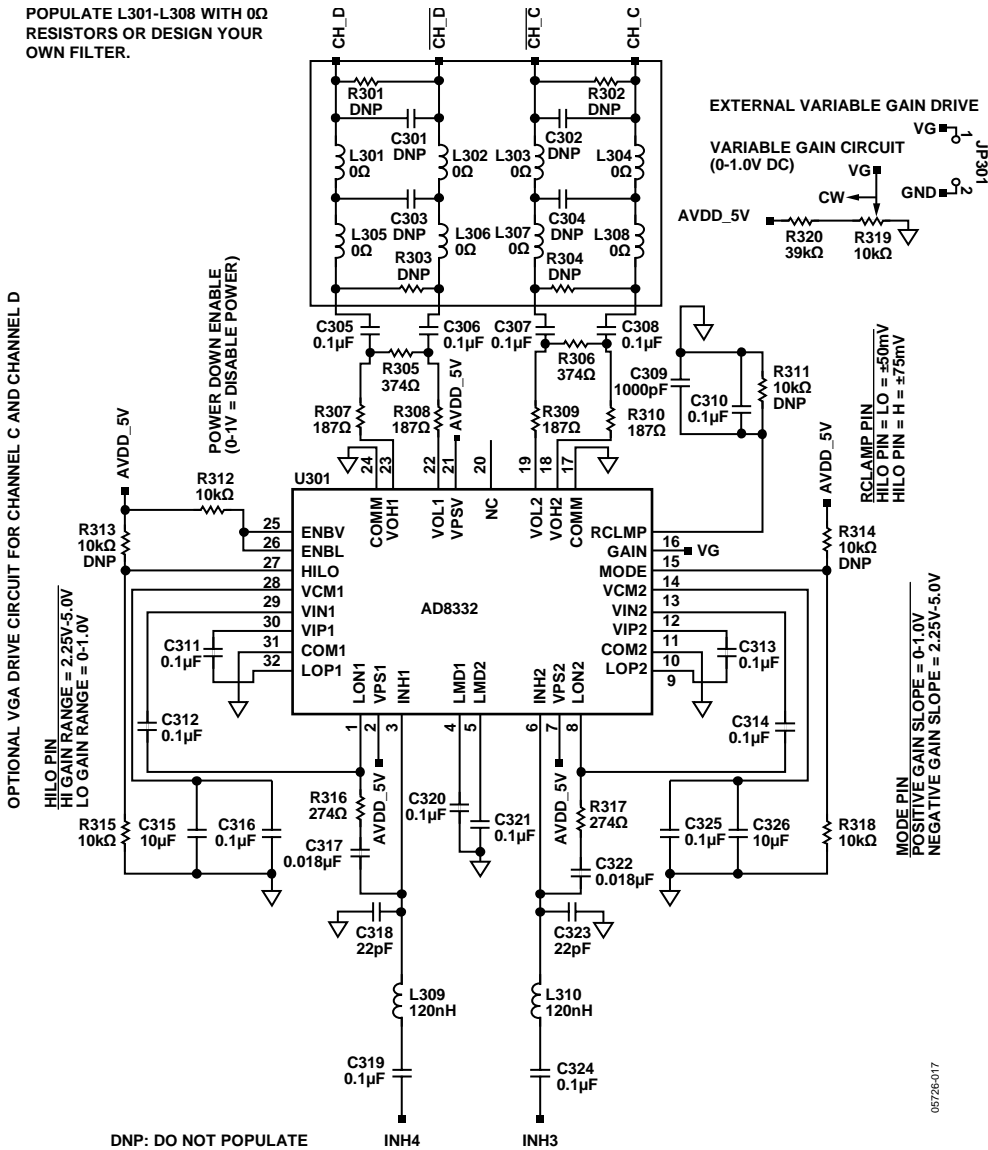 POPULATE L301-L308 WITH 0Ω
RESISTORS OR DESIGN YOUR
OWN FILTER.
CH_D
CH_D
CH_C
CH_C
R301
DNP
R302
DNP
C301
DNP
C302
DNP
L301
0Ω
L302
0Ω
L303
0Ω
L304
0Ω
C303
DNP
C304
DNP
L305
0Ω
L306
0Ω
L307
0Ω
L308
0Ω
R303
DNP
R304
DNP
EXTERNAL VARIABLE GAIN DRIVE
VG
1
JP301
GND
2
VARIABLE GAIN CIRCUIT
(0-1.0V DC)
VG
CW
AVDD_5V
R320
39kΩ
R319
10kΩ
C305
0.1µF
C306
0.1µF
C307
0.1µF
C308
0.1µF
R305
374Ω
R306
374Ω
R307
187Ω
R308
187Ω
AVDD_5V
R309
187Ω
R310
187Ω
C309
1000pF
C310
0.1µF
R311
10kΩ
DNP
RCLAMP PIN
HILO PIN = LO = ±50mV
HILO PIN = H = ±75mV
POWER DOWN ENABLE
(0-1V = DISABLE POWER)
OPTIONAL VGA DRIVE CIRCUIT FOR CHANNEL C AND CHANNEL D
AVDD_5V
R312
10kΩ
R313
10kΩ
DNP
AVDD_5V
R314
10kΩ
DNP
U301
24
23
22
21
20
19
18
17
COMM
VOH1
VOL1
VPSV
NC
VOL2
VOH2
COMM
25
ENBV
26
ENBL
27
HILO
28
VCM1
29
VIN1
30
VIP1
31
COM1
32
LOP1
AD8332
RCLMP
16
GAIN
VG
15
MODE
14
VCM2
13
VIN2
12
VIP2
11
COM2
10
LOP2
9
LON1
VPS1
INH1
LMD1
LMD2
INH2
VPS2
LON2
1
2
3
4
5
6
7
8
C311
0.1µF
C312
0.1µF
C313
0.1µF
C314
0.1µF
HILO PIN
HI GAIN RANGE = 2.25V-5.0V
LO GAIN RANGE = 0-1.0V
MODE PIN
POSITIVE GAIN SLOPE = 0-1.0V
NEGATIVE GAIN SLOPE = 2.25V-5.0V
R315
10kΩ
C315
10µF
C316
0.1µF
R316
274Ω
AVDD_5V
C317
0.018µF
C320
0.1µF
C321
0.1µF
AVDD_5V
R317
274Ω
C322
0.018µF
C325
0.1µF
C326
10µF
R318
10kΩ
C318
22pF
C323
22pF
L309
120nH
L310
120nH
C319
0.1µF
C324
0.1µF
INH4
INH3
DNP: DO NOT POPULATE
05726-017